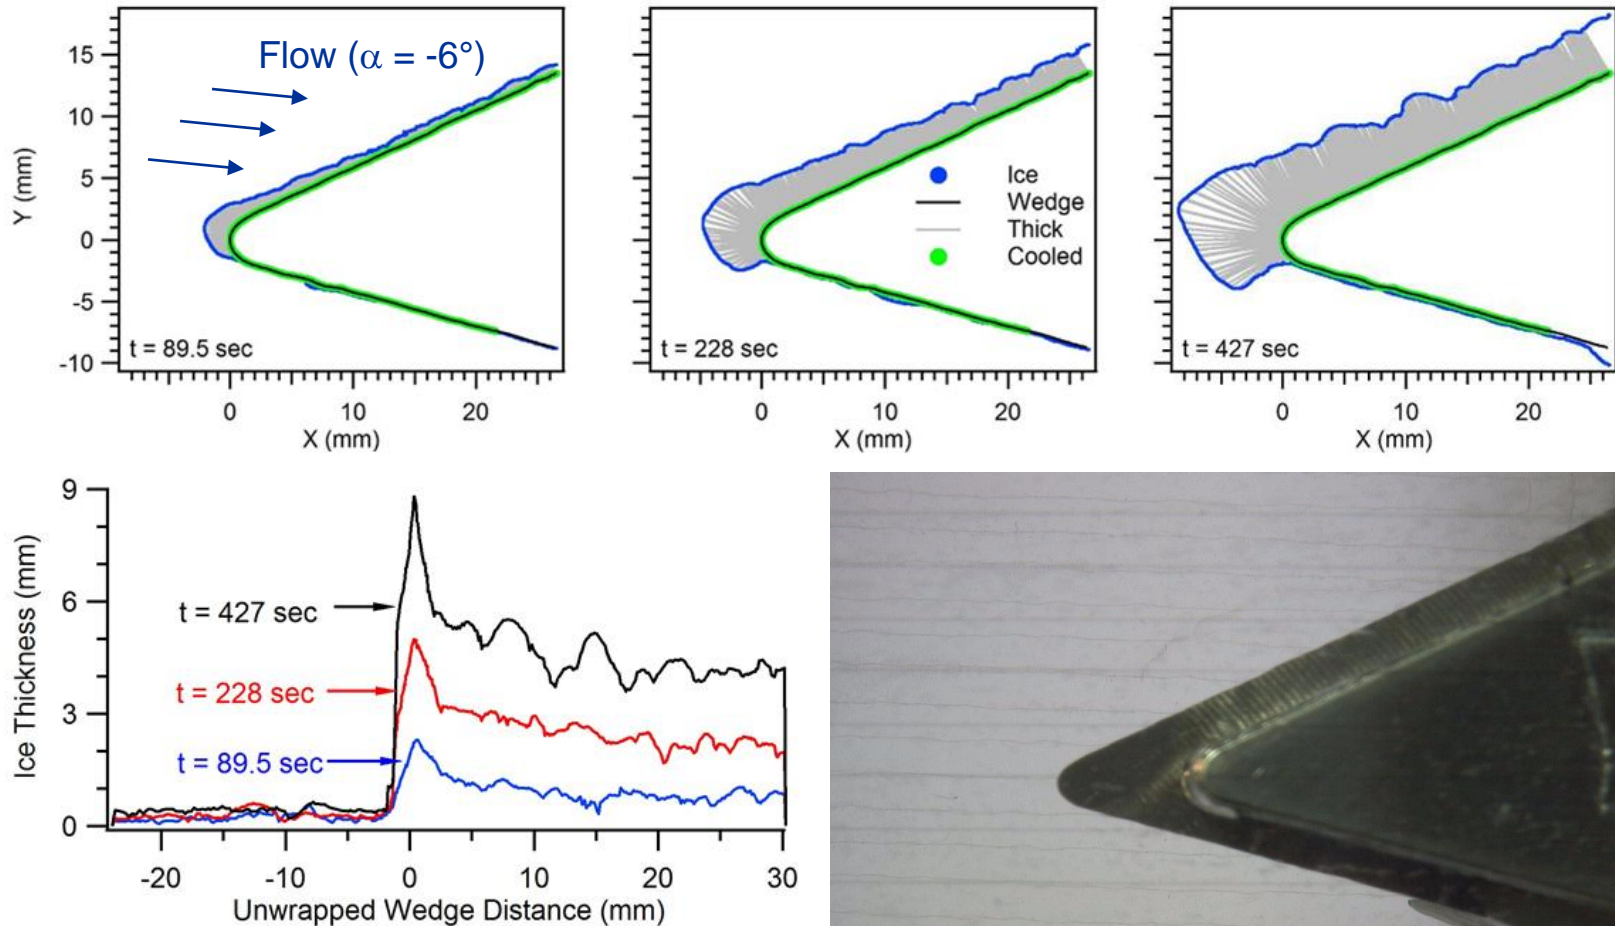 Flow (α = -6°)
15
10
5
0
-5
-10
Y (mm)
t = 89.5 sec
0 10 20
X (mm)
Ice
Wedge
Thick
Cooled
t = 228 sec
0 10 20
X (mm)
t = 427 sec
0 10 20
X (mm)
9
6
3
0
Ice Thickness (mm)
t = 427 sec
t = 228 sec
t = 89.5 sec
-20 -10 0 10 20 30
Unwrapped Wedge Distance (mm)